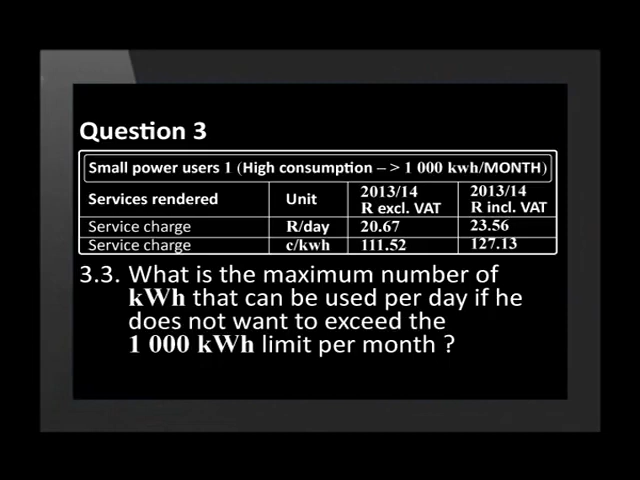 Question 3
Small power users 1 (High consumption – > 1 000 kwh/MONTH)
Services rendered Unit 2013/14 R excl. VAT 2013/14 R incl. VAT
Service charge R/day 20.67 23.56
Service charge c/kwh 111.52 127.13
3.3. What is the maximum number of
kWh that can be used per day if he
does not want to exceed the
1 000 kWh limit per month ?